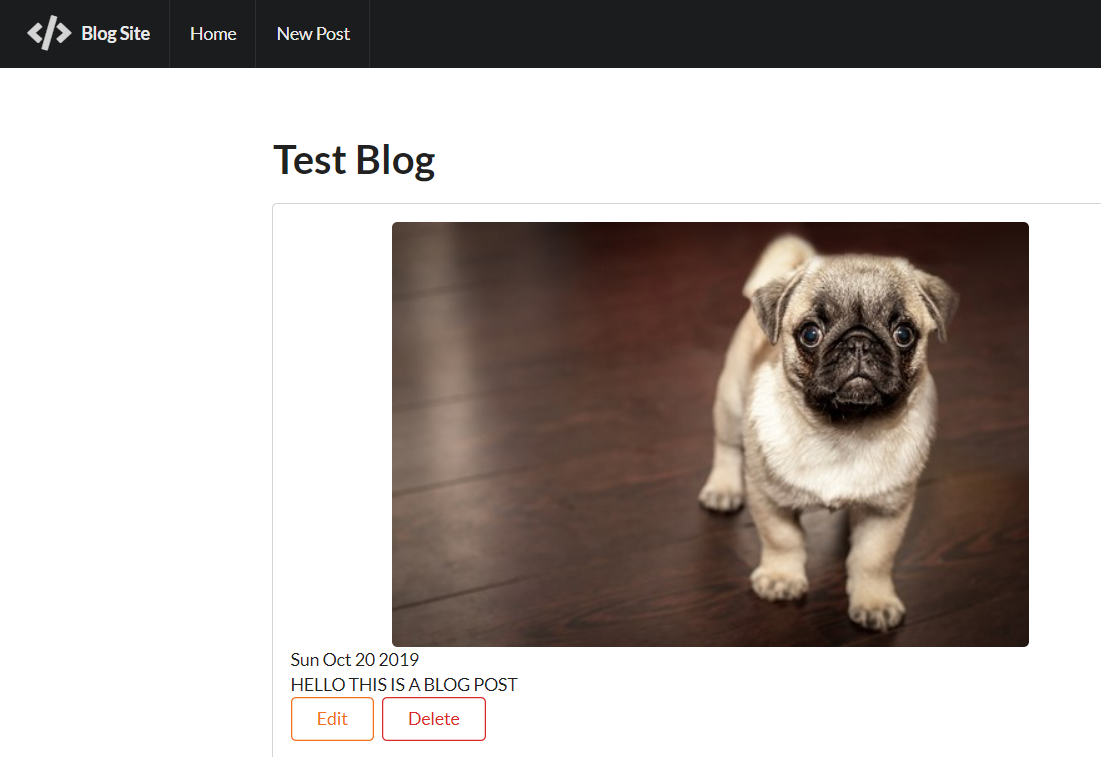 </> Blog Site Home New Post
Test Blog
Sun Oct 20 2019
HELLO THIS IS A BLOG POST
Edit Delete